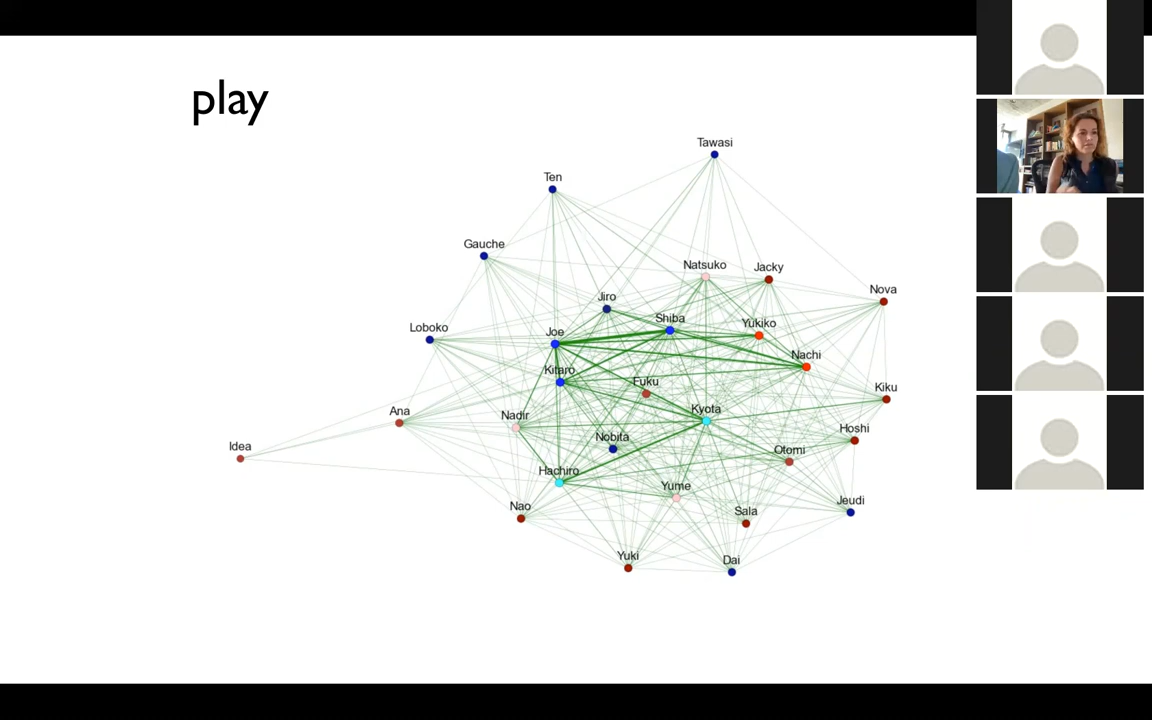 play
Tawasi
Ten
Gauche
Natsuko
Jacky
Nova
Jiro
Shiba
Yukiko
Loboko
Joe
Nachi
Kitaro
Fuku
Kiku
Ana
Nadir
Kyota
Hoshi
Nobita
Idea
Otomi
Hachiro
Yume
Jeudi
Nao
Sala
Yuki
Dai